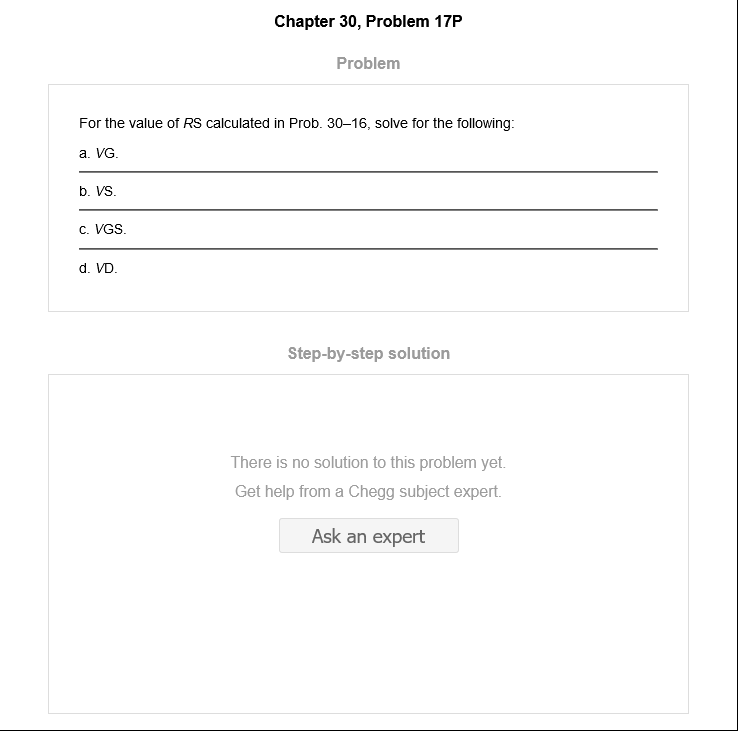 Chapter 30, Problem 17P
Problem
For the value of RS calculated in Prob. 30–16, solve for the following:
a. VG.
b. VS.
c. VGS.
d. VD.
Step-by-step solution
There is no solution to this problem yet.
Get help from a Chegg subject expert.
Ask an expert